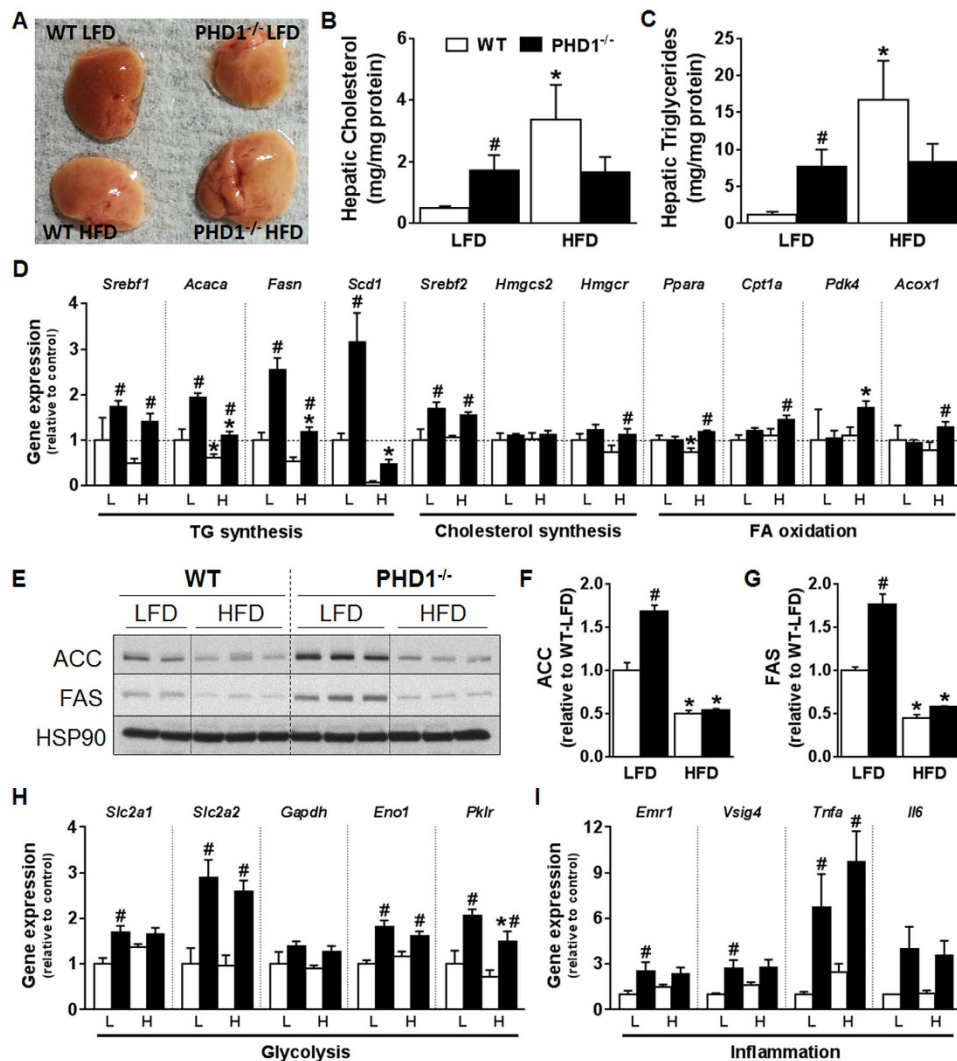 A
WT LFD
PHD1-/- LFD
WT HFD
PHD1-/- HFD
B
WT
PHD1-/-
Hepatic Cholesterol
(mg/mg protein)
6
4
2
0
*
#
LFD
HFD
C
Hepatic Triglycerides
(mg/mg protein)
25
20
15
10
5
0
*
#
LFD
HFD
D
Srebf1 Acaca Fasn Scd1 Srebf2 Hmgcs2 Hmgcr Ppara Cpt1a Pdk4 Acox1
Gene expression
(relative to control)
4
3
2
1
0
# # # * # * # # * # # * # # # * # # * #
L H L H L H L H L H L H L H L H L H L H L H
TG synthesis
Cholesterol synthesis
FA oxidation
E
WT
PHD1-/-
LFD HFD LFD HFD
ACC
FAS
HSP90
F
ACC
(relative to WT-LFD)
2.0
1.5
1.0
0.5
0.0
#
* *
LFD HFD
G
FAS
(relative to WT-LFD)
2.0
1.5
1.0
0.5
0.0
#
* *
LFD HFD
H
Slc2a1 Slc2a2 Gapdh Eno1 Pklr
Gene expression
(relative to control)
4
3
2
1
0
# # # # # # *#
L H L H L H L H L H
Glycolysis
I
Emr1 Vsig4 Tnfa Il6
Gene expression
(relative to control)
12
9
6
3
0
# # # #
L H L H L H L H
Inflammation